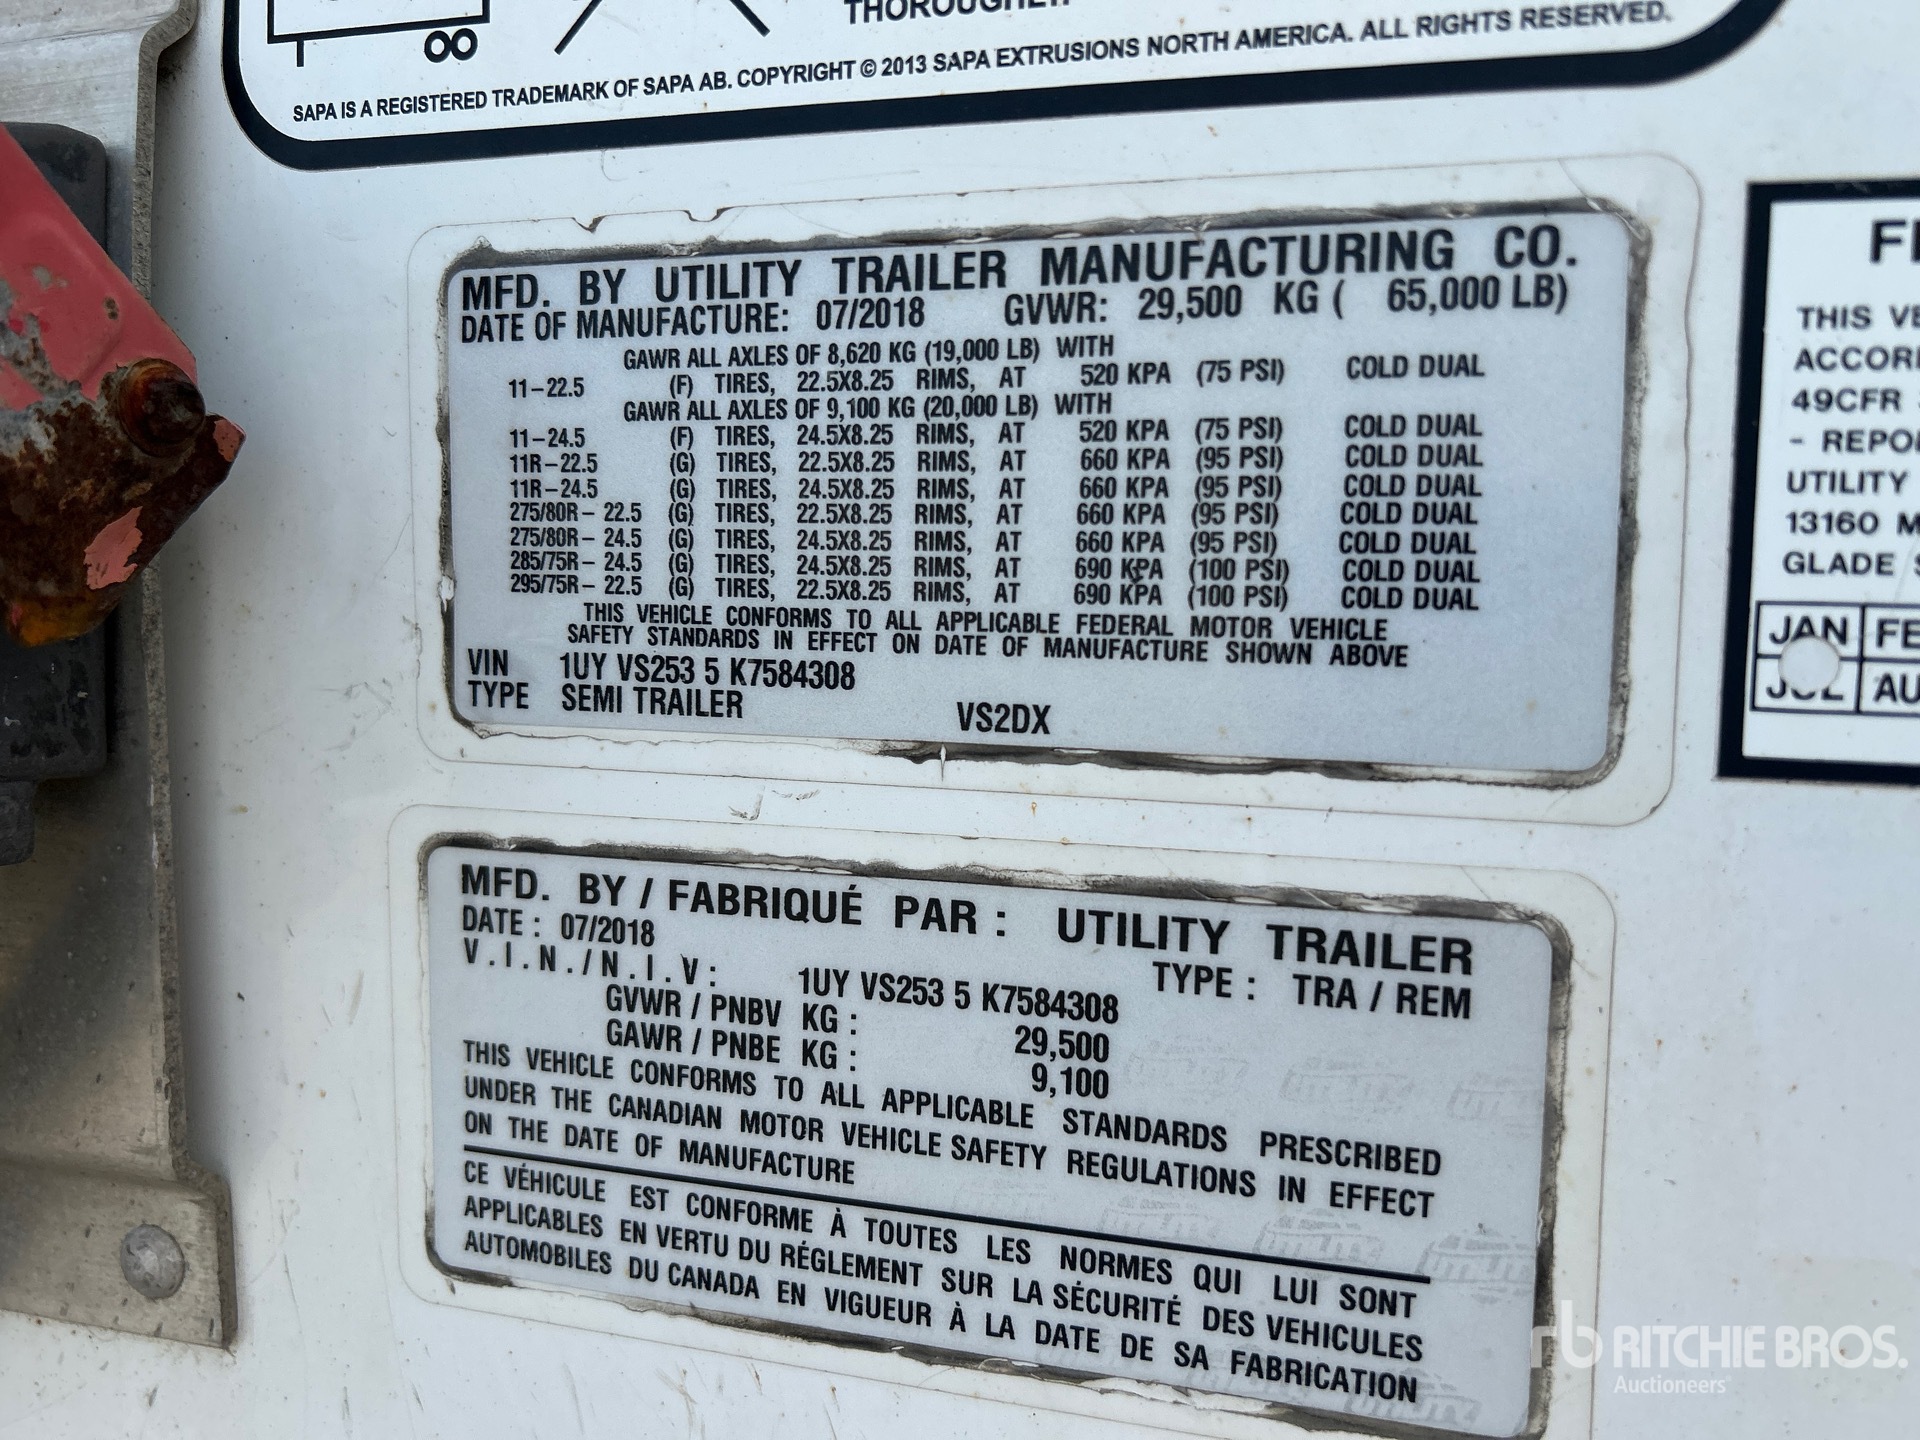 SAPA IS A REGISTERED TRADEMARK OF SAPA AB. COPYRIGHT © 2013 SAPA EXTRUSIONS NORTH AMERICA. ALL RIGHTS RESERVED.
MFD. BY UTILITY TRAILER MANUFACTURING CO.
DATE OF MANUFACTURE: 07/2018 GVWR: 29,500 KG ( 65,000 LB)
GAWR ALL AXLES OF 8,620 KG (19,000 LB) WITH
11-22.5 (F) TIRES, 22.5X8.25 RIMS, AT 520 KPA (75 PSI) COLD DUAL
GAWR ALL AXLES OF 9,100 KG (20,000 LB) WITH
11-24.5 (F) TIRES, 24.5X8.25 RIMS, AT 520 KPA (75 PSI) COLD DUAL
11R-22.5 (G) TIRES, 22.5X8.25 RIMS, AT 660 KPA (95 PSI) COLD DUAL
11R-24.5 (G) TIRES, 24.5X8.25 RIMS, AT 660 KPA (95 PSI) COLD DUAL
275/80R- 22.5 (G) TIRES, 22.5X8.25 RIMS, AT 660 KPA (95 PSI) COLD DUAL
275/80R- 24.5 (G) TIRES, 24.5X8.25 RIMS, AT 660 KPA (95 PSI) COLD DUAL
285/75R- 24.5 (G) TIRES, 24.5X8.25 RIMS, AT 690 KPA (100 PSI) COLD DUAL
295/75R- 22.5 (G) TIRES, 22.5X8.25 RIMS, AT 690 KPA (100 PSI) COLD DUAL
THIS VEHICLE CONFORMS TO ALL APPLICABLE FEDERAL MOTOR VEHICLE
SAFETY STANDARDS IN EFFECT ON DATE OF MANUFACTURE SHOWN ABOVE
VIN 1UY VS253 5 K7584308
TYPE SEMI TRAILER VS2DX
THIS
49CFR
- REPO
UTILITY
13160 M
GLADE S
JAN FE
JUL AU
MFD. BY / FABRIQUÉ PAR : UTILITY TRAILER
DATE : 07/2018 TYPE : TRA / REM
V.I.N./N.I.V: 1UY VS253 5 K7584308
GVWR / PNBV KG : 29,500
GAWR / PNBE KG : 9,100
THIS VEHICLE CONFORMS TO ALL APPLICABLE STANDARDS PRESCRIBED
UNDER THE CANADIAN MOTOR VEHICLE SAFETY REGULATIONS IN EFFECT
ON THE DATE OF MANUFACTURE
CE VÉHICULE EST CONFORME À TOUTES LES NORMES QUI LUI SONT
APPLICABLES EN VERTU DU RÉGLEMENT SUR LA SÉCURITÉ DES VEHICULES
AUTOMOBILES DU CANADA EN VIGUEUR À LA DATE DE SA FABRICATION
rb RITCHIE BROS.
Auctioneers